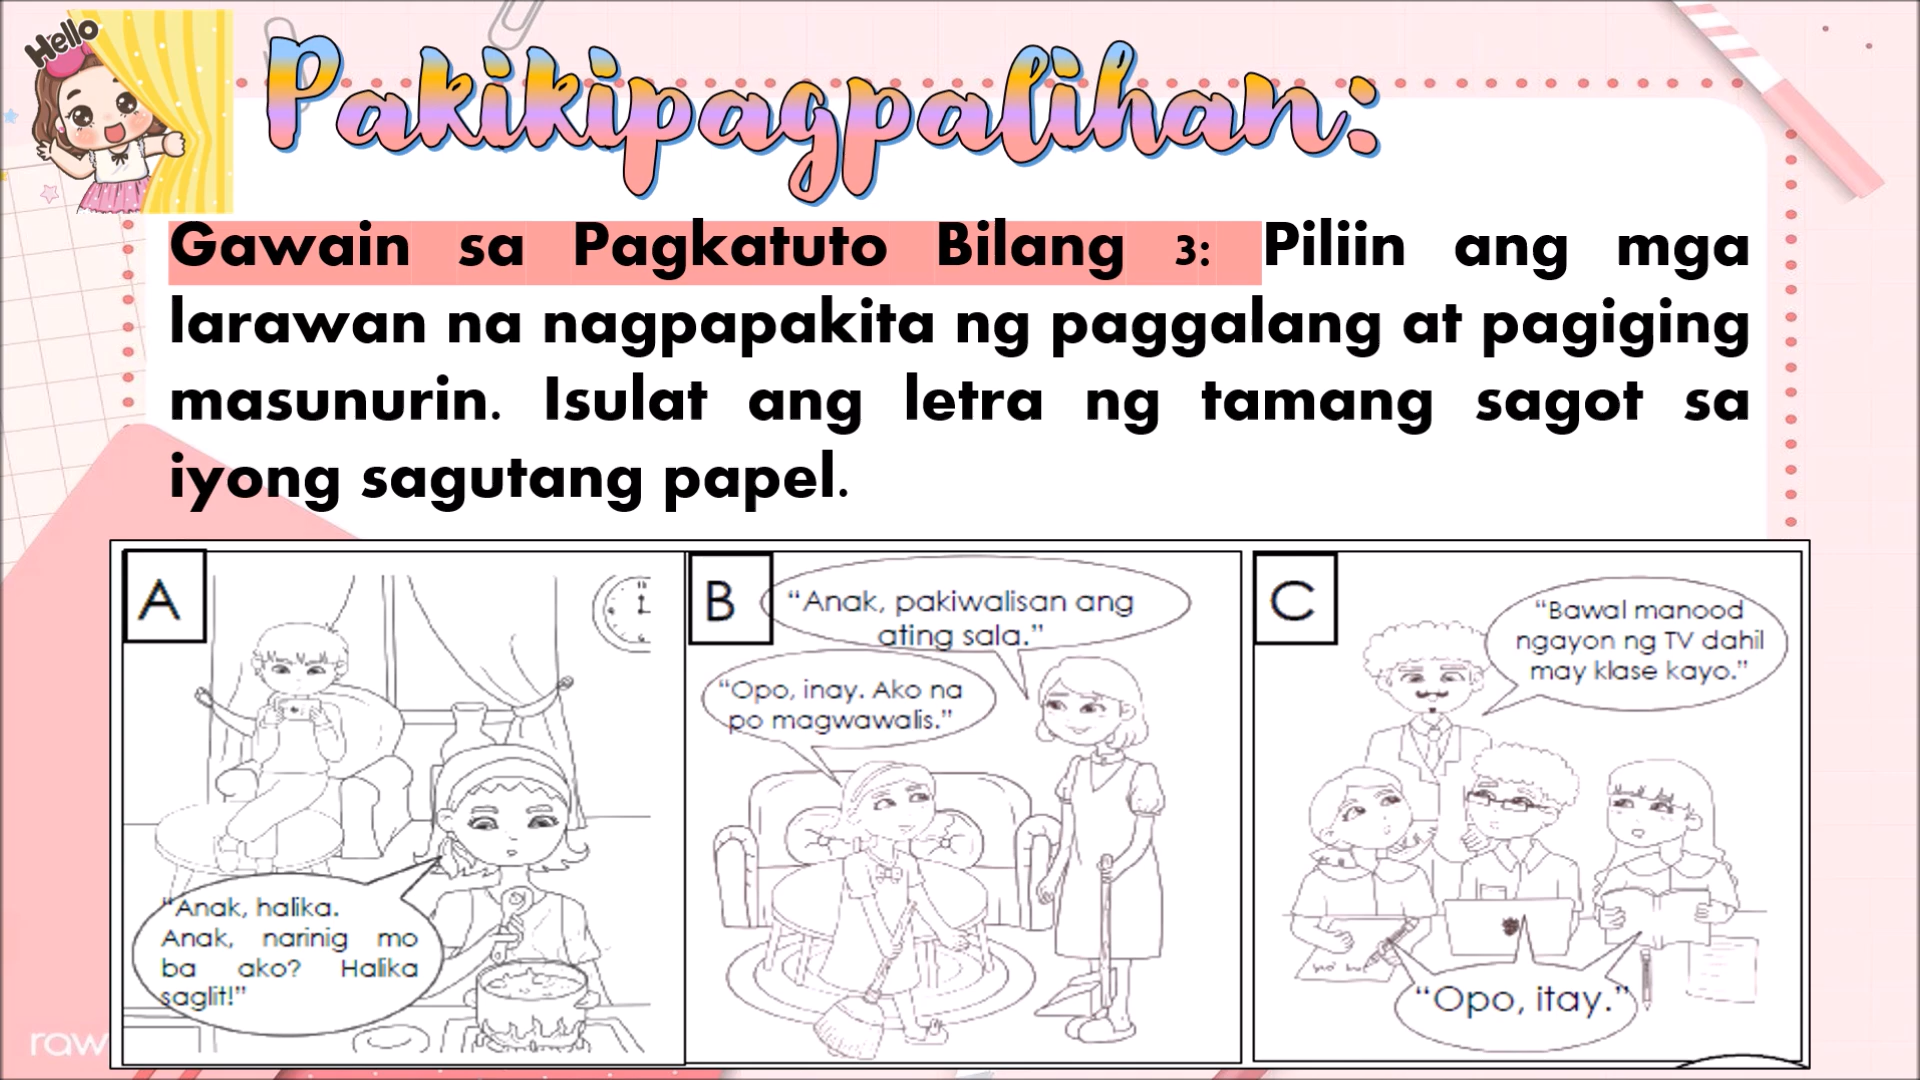 Hello
Pakikipagpalihan:
Gawain sa Pagkatuto Bilang 3: Piliin ang mga
larawan na nagpapakita ng paggalang at pagiging
masunurin. Isulat ang letra ng tamang sagot sa
iyong sagutang papel.
A
"Anak, halika.
Anak, narinig mo
ba ako? Halika
saglit!"
B
"Anak, pakiwalisan ang
ating sala."
"Opo, inay. Ako na
po magwawalis."
C
"Bawal manood
ngayon ng TV dahil
may klase kayo."
"Opo, itay."
raw